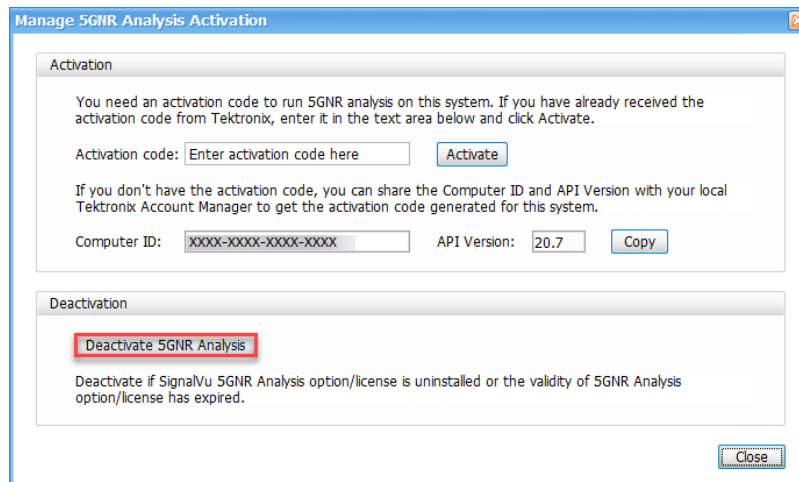 Manage 5GNR Analysis Activation
Activation
You need an activation code to run 5GNR analysis on this system. If you have already received the
activation code from Tektronix, enter it in the text area below and click Activate.
Activation code: Enter activation code here Activate
If you don't have the activation code, you can share the Computer ID and API Version with your local
Tektronix Account Manager to get the activation code generated for this system.
Computer ID: XXXX-XXXX-XXXX-XXXX API Version: 20.7 Copy
Deactivation
Deactivate 5GNR Analysis
Deactivate if SignalVu 5GNR Analysis option/license is uninstalled or the validity of 5GNR Analysis
option/license has expired.
Close